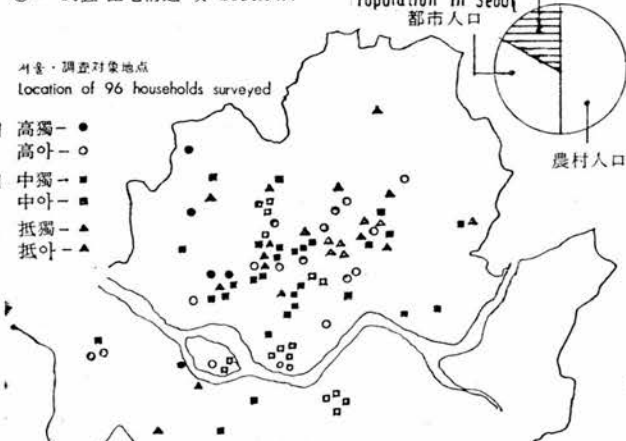 Population in Seoul
都市人口
서울·調査対象地点
Location of 96 households surveyed
高獨-●
高아-○
中獨-■
中아-■
抵獨-▲
抵아-▲
農村人口